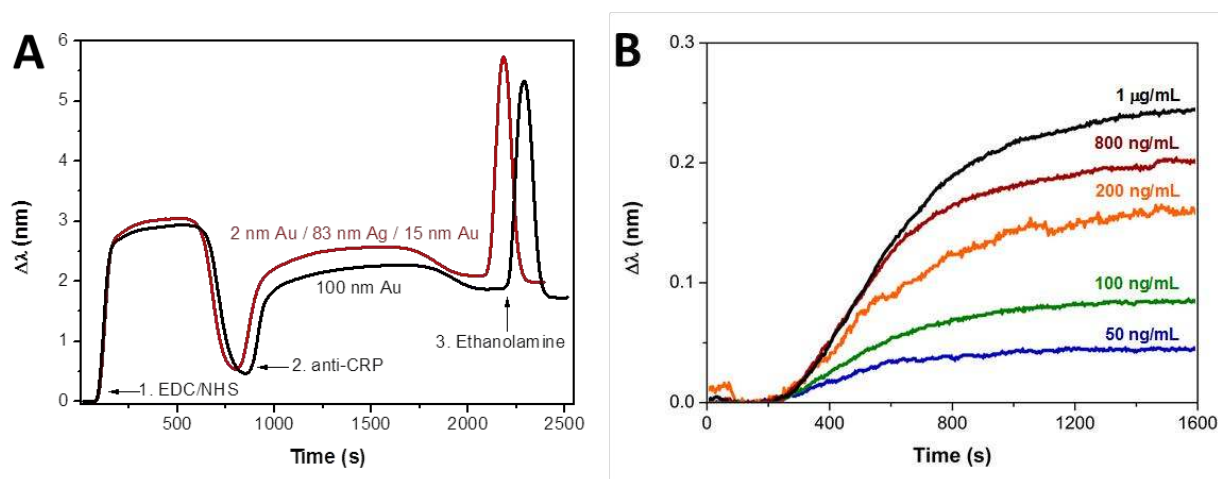 A
6
5
4
3
2
1
0
Δλ (nm)
2 nm Au / 83 nm Ag / 15 nm Au
100 nm Au
3. Ethanolamine
2. anti-CRP
1. EDC/NHS
500 1000 1500 2000 2500
Time (s)
B
0.3
0.2
0.1
0.0
Δλ (nm)
1 μg/mL
800 ng/mL
200 ng/mL
100 ng/mL
50 ng/mL
0 400 800 1200 1600
Time (s)